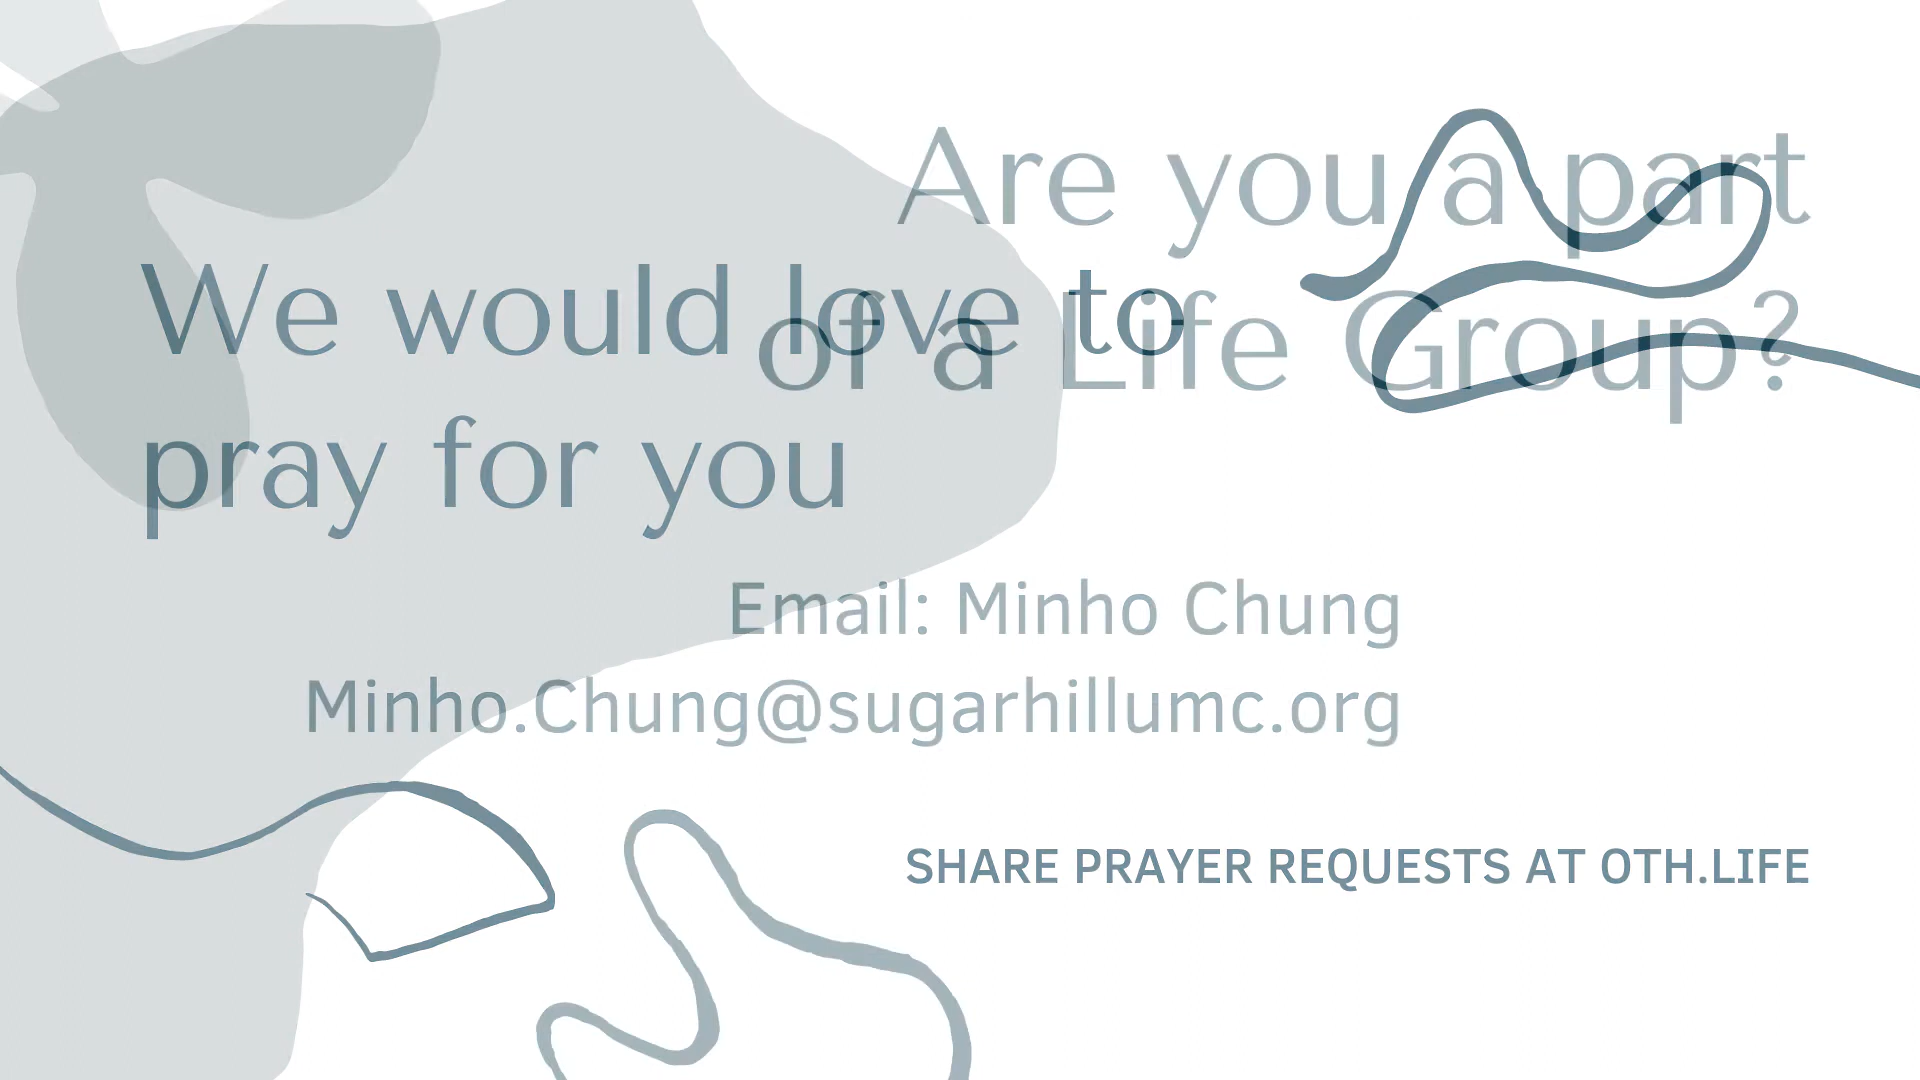 Are you a part
of a Life Group?
We would love to
pray for you
Email: Minho Chung
Minho.Chung@sugarhillumc.org
SHARE PRAYER REQUESTS AT OTH.LIFE